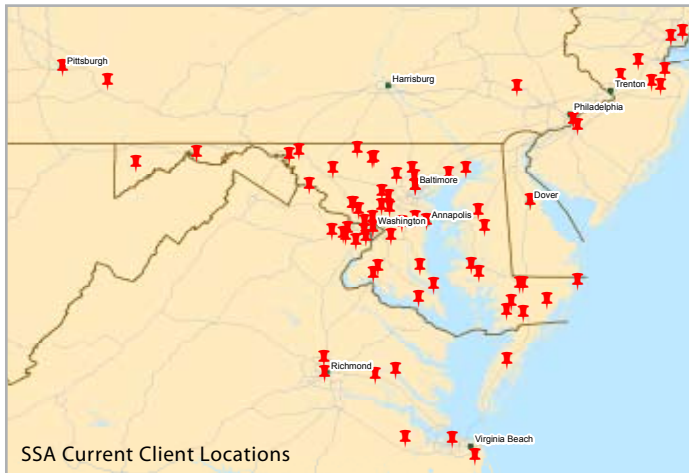 Pittsburgh
Harrisburg
Trenton
Philadelphia
Baltimore
Dover
Annapolis
Washington
Richmond
Virginia Beach
SSA Current Client Locations